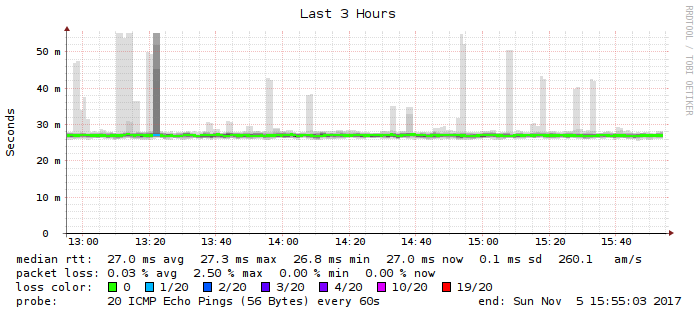 Last 3 Hours
RRDTOOL / TOBI OETIKER
Seconds
50 m
40 m
30 m
20 m
10 m
0
13:00 13:20 13:40 14:00 14:20 14:40 15:00 15:20 15:40
median rtt: 27.0 ms avg 27.3 ms max 26.8 ms min 27.0 ms now 0.1 ms sd 260.1 am/s
packet loss: 0.03 % avg 2.50 % max 0.00 % min 0.00 % now
loss color: 0 1/20 2/20 3/20 4/20 10/20 19/20
probe: 20 ICMP Echo Pings (56 Bytes) every 60s end: Sun Nov 5 15:55:03 2017